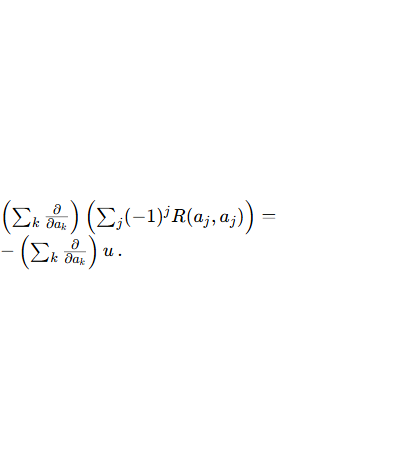 $\left(\sum_k \frac{\partial}{\partial a_k}\right) \left(\sum_j (-1)^j R(a_j, a_j)\right) =$
$- \left(\sum_k \frac{\partial}{\partial a_k}\right) u \, .$